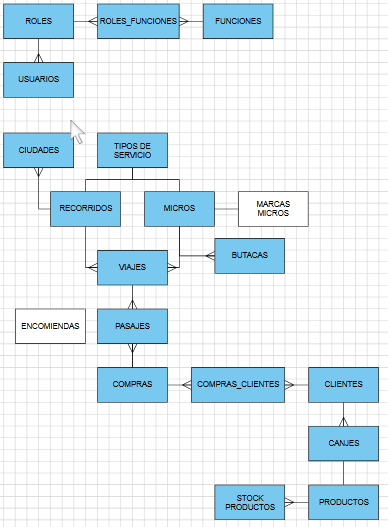 ROLES
ROLES_FUNCIONES
FUNCIONES
USUARIOS
CIUDADES
TIPOS DE
SERVICIO
RECORRIDOS
MICROS
MARCAS
MICROS
BUTACAS
VIAJES
ENCOMIENDAS
PASAJES
COMPRAS
COMPRAS_CLIENTES
CLIENTES
CANJES
STOCK
PRODUCTOS
PRODUCTOS